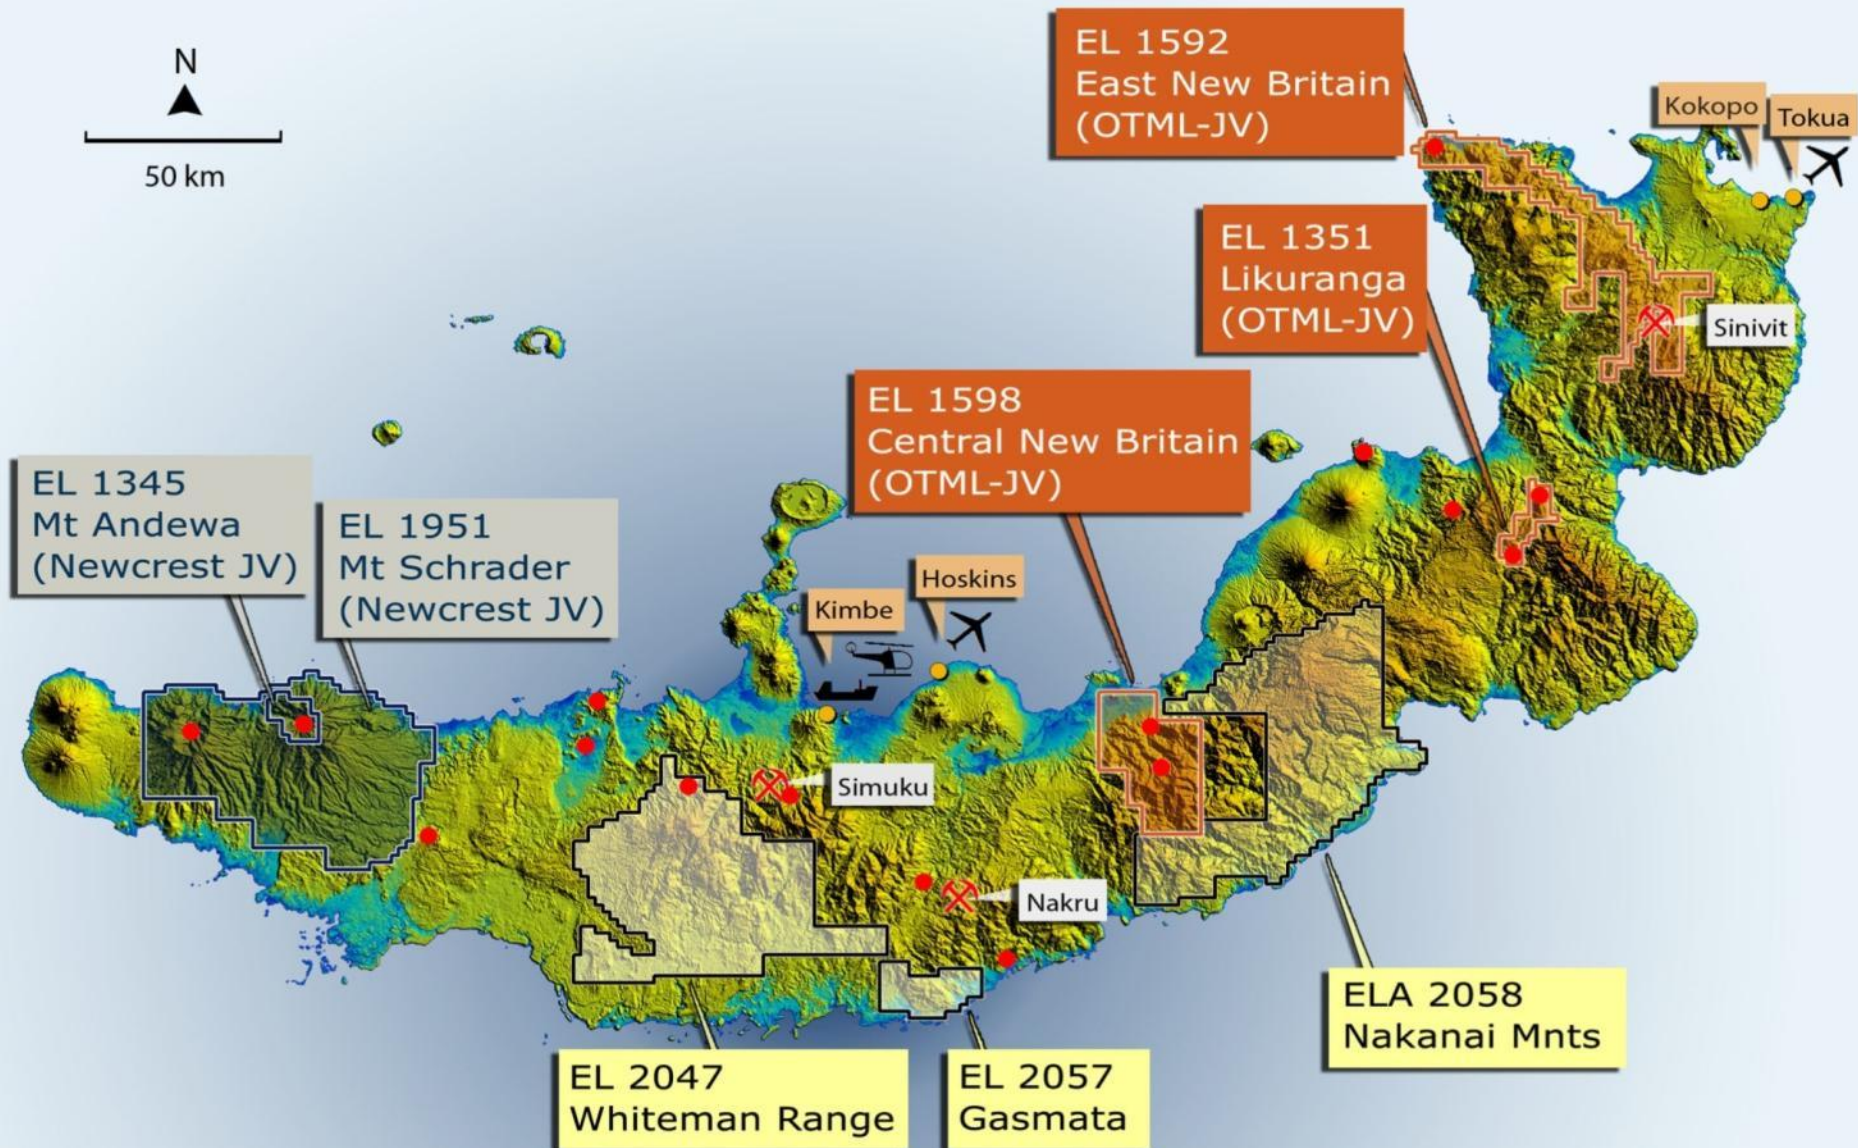 N
50 km
EL 1592
East New Britain
(OTML-JV)
Kokopo
Tokua
EL 1351
Likuranga
(OTML-JV)
Sinivit
EL 1598
Central New Britain
(OTML-JV)
EL 1345
Mt Andewa
(Newcrest JV)
EL 1951
Mt Schrader
(Newcrest JV)
Kimbe
Hoskins
Simuku
Nakru
EL 2047
Whiteman Range
EL 2057
Gasmata
ELA 2058
Nakanai Mnts